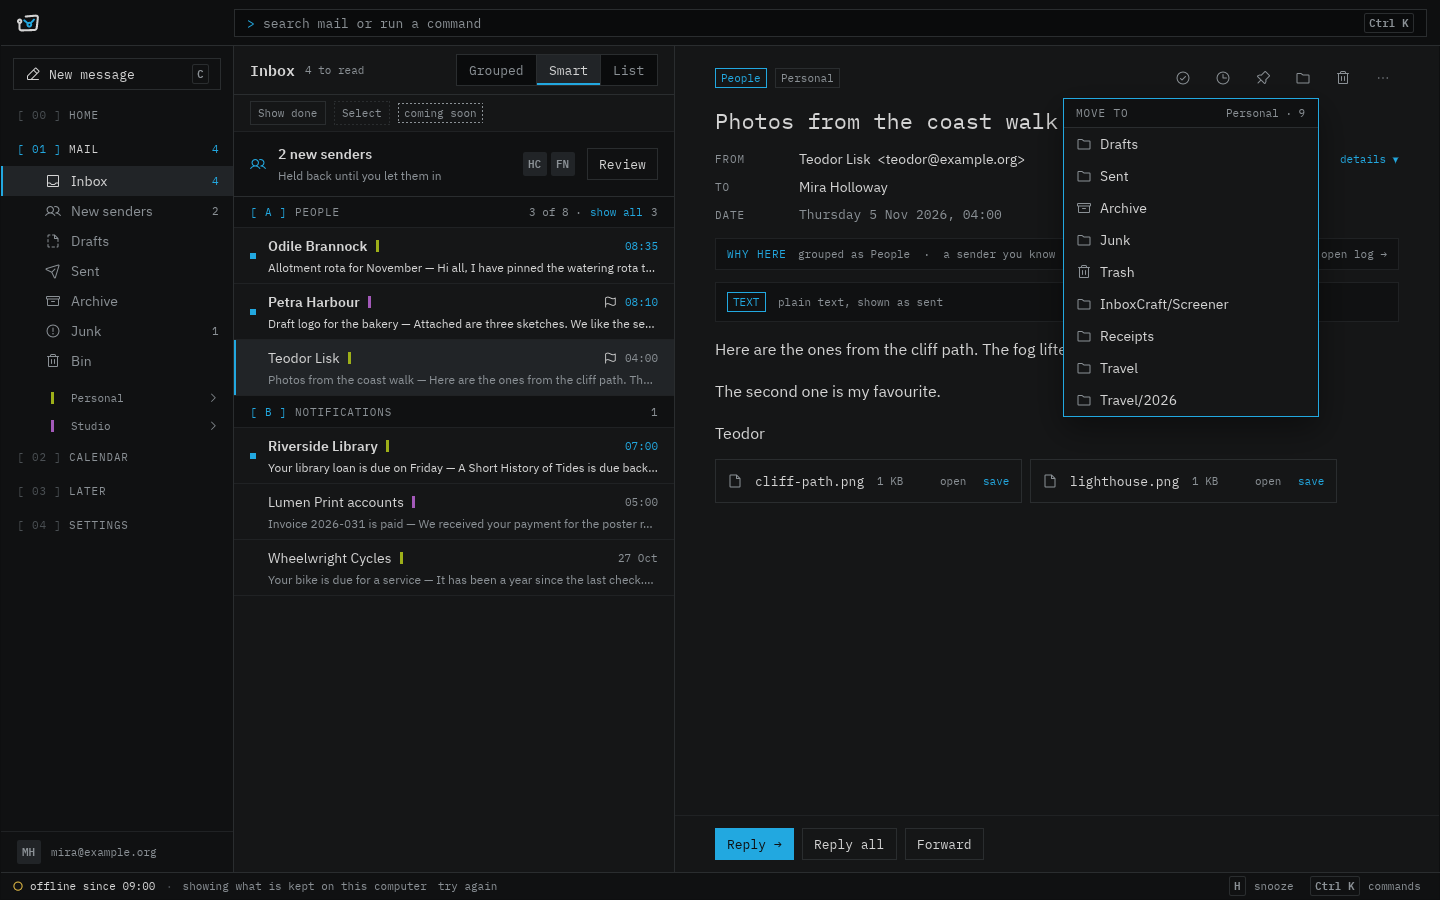 > search mail or run a command
Ctrl K
New message
C
[ 00 ] HOME
[ 01 ] MAIL 4
Inbox 4
New senders 2
Drafts
Sent
Archive
Junk 1
Bin
Personal
Studio
[ 02 ] CALENDAR
[ 03 ] LATER
[ 04 ] SETTINGS
MH mira@example.org
Inbox 4 to read
Grouped Smart List
Show done Select coming soon
2 new senders
Held back until you let them in
HC FN Review
[ A ] PEOPLE 3 of 8 · show all 3
Odile Brannock 08:35
Allotment rota for November — Hi all, I have pinned the watering rota t…
Petra Harbour 08:10
Draft logo for the bakery — Attached are three sketches. We like the se…
Teodor Lisk 04:00
Photos from the coast walk — Here are the ones from the cliff path. Th…
[ B ] NOTIFICATIONS 1
Riverside Library 07:00
Your library loan is due on Friday — A Short History of Tides is due back…
Lumen Print accounts 05:00
Invoice 2026-031 is paid — We received your payment for the poster r…
Wheelwright Cycles 27 Oct
Your bike is due for a service — It has been a year since the last check.…
People Personal
···
Photos from the coast walk
FROM Teodor Lisk <teodor@example.org> details ▾
TO Mira Holloway
DATE Thursday 5 Nov 2026, 04:00
WHY HERE grouped as People · a sender you know open log →
TEXT plain text, shown as sent
Here are the ones from the cliff path. The fog lifte
The second one is my favourite.
Teodor
cliff-path.png 1 KB open save
lighthouse.png 1 KB open save
MOVE TO Personal · 9
Drafts
Sent
Archive
Junk
Trash
InboxCraft/Screener
Receipts
Travel
Travel/2026
Reply → Reply all Forward
offline since 09:00 · showing what is kept on this computer try again
H snooze Ctrl K commands